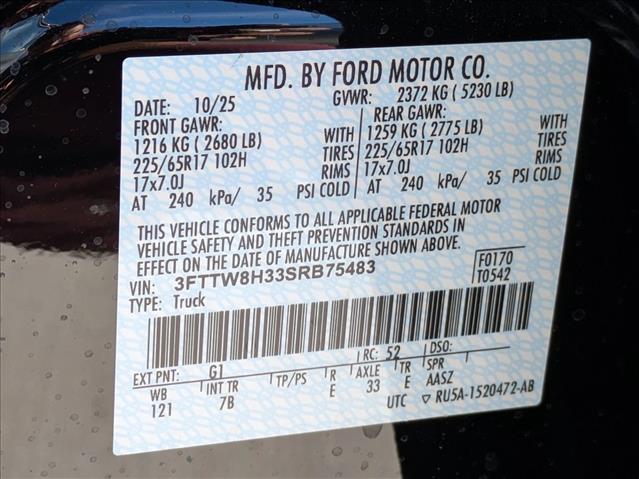 MFD. BY FORD MOTOR CO.
DATE: 10/25 GVWR: 2372 KG ( 5230 LB)
FRONT GAWR: REAR GAWR:
1216 KG ( 2680 LB) WITH 1259 KG ( 2775 LB) WITH
225/65R17 102H TIRES 225/65R17 102H TIRES
17x7.0J RIMS 17x7.0J RIMS
AT 240 kPa/ 35 PSI COLD AT 240 kPa/ 35 PSI COLD
THIS VEHICLE CONFORMS TO ALL APPLICABLE FEDERAL MOTOR
VEHICLE SAFETY AND THEFT PREVENTION STANDARDS IN
EFFECT ON THE DATE OF MANUFACTURE SHOWN ABOVE.
VIN: 3FTTW8H33SRB75483 F0170
TYPE: Truck T0542
EXT PNT: G1 RC: 52 DSO:
WB INT TR TP/PS R AXLE TR SPR
121 7B E 33 E AASZ
UTC ▽ RU5A-1520472-AB